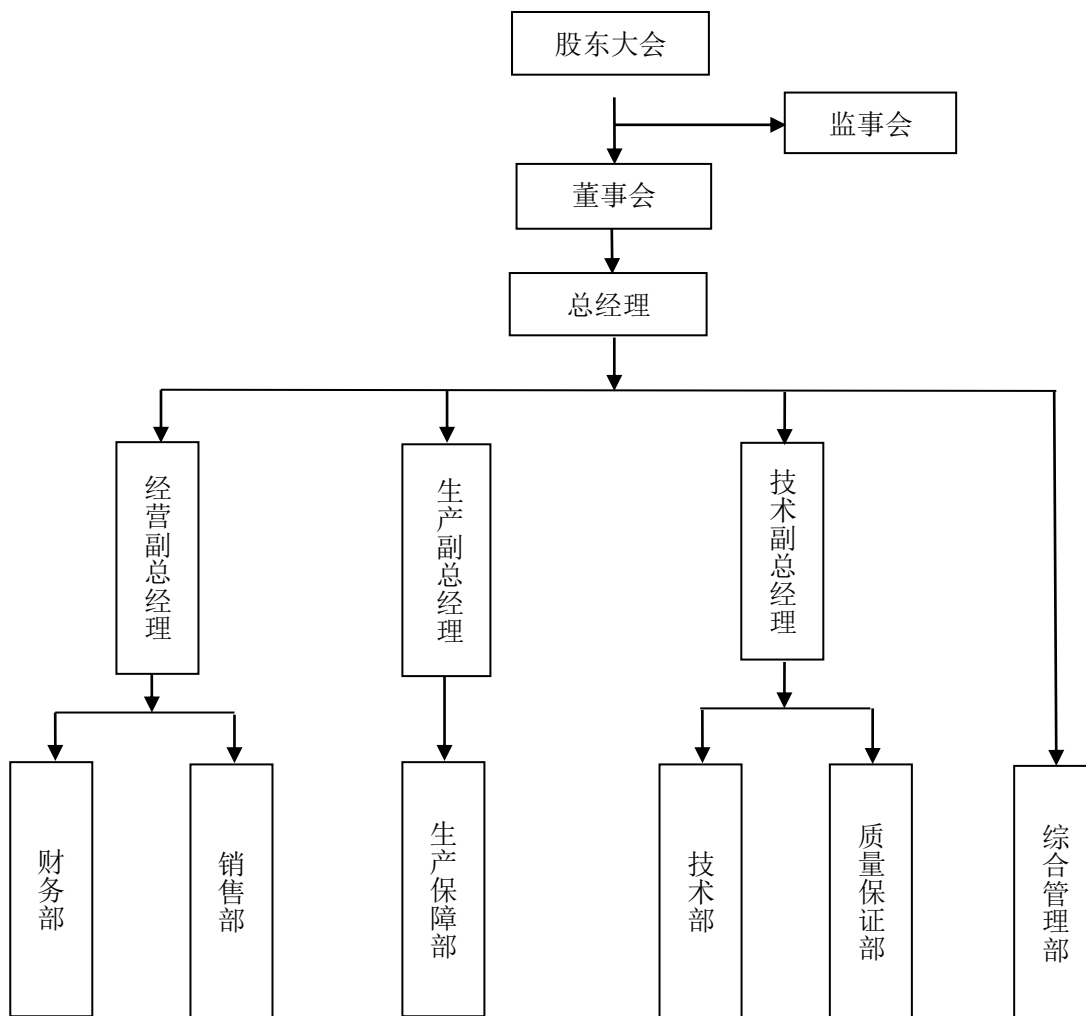 股东大会
监事会
董事会
总经理
经营副总经理
生产副总经理
技术副总经理
财务部
销售部
生产保障部
技术部
质量保证部
综合管理部